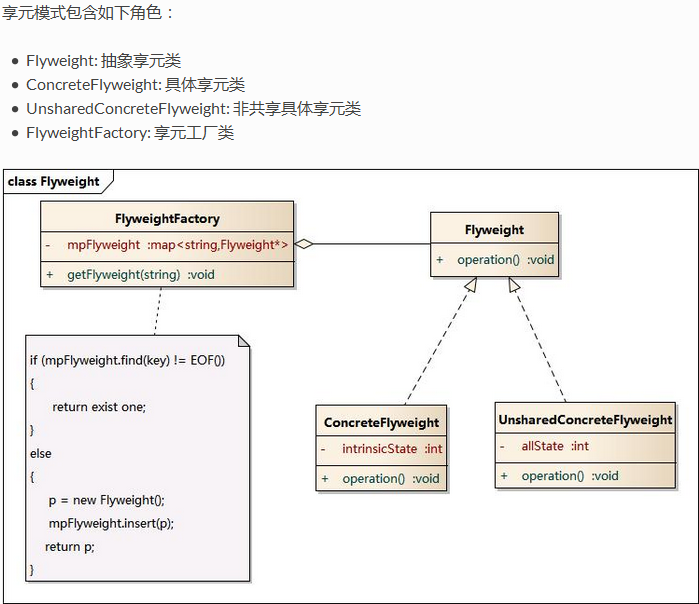 享元模式包含如下角色：
● Flyweight: 抽象享元类
● ConcreteFlyweight: 具体享元类
● UnsharedConcreteFlyweight: 非共享具体享元类
● FlyweightFactory: 享元工厂类
class Flyweight
FlyweightFactory
- mpFlyweight :map<string,Flyweight*>
+ getFlyweight(string) :void
Flyweight
+ operation() :void
if (mpFlyweight.find(key) != EOF())
{
return exist one;
}
else
{
p = new Flyweight();
mpFlyweight.insert(p);
return p;
}
ConcreteFlyweight
- intrinsicState :int
+ operation() :void
UnsharedConcreteFlyweight
- allState :int
+ operation() :void